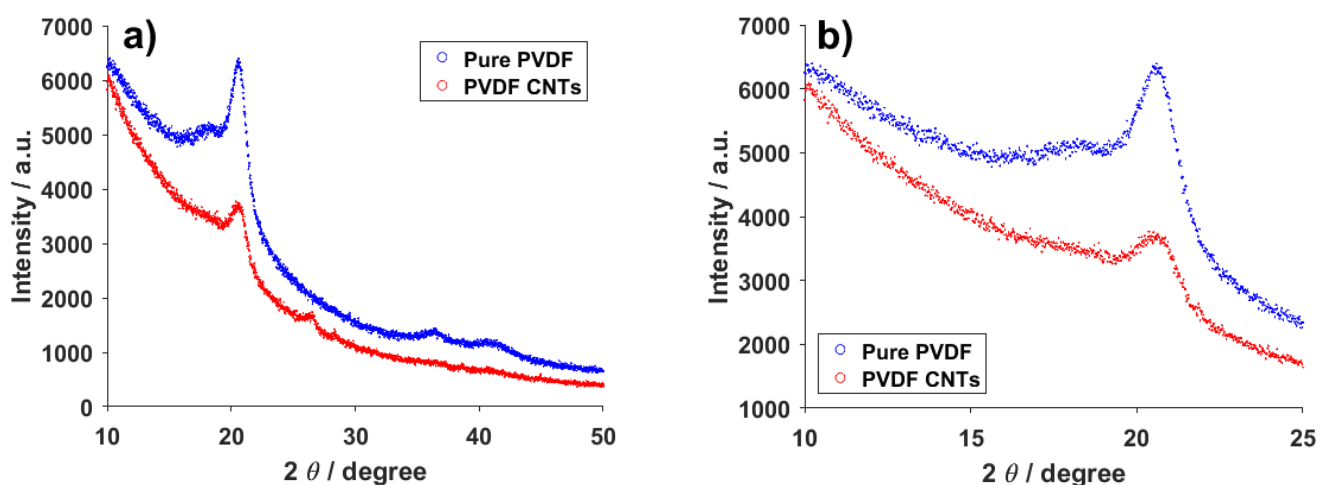 a)
7000
6000
5000
4000
3000
2000
1000
0
Intensity / a.u.
Pure PVDF
PVDF CNTs
10 20 30 40 50
2 θ / degree
b)
7000
6000
5000
4000
3000
2000
1000
Intensity / a.u.
Pure PVDF
PVDF CNTs
10 15 20 25
2 θ / degree